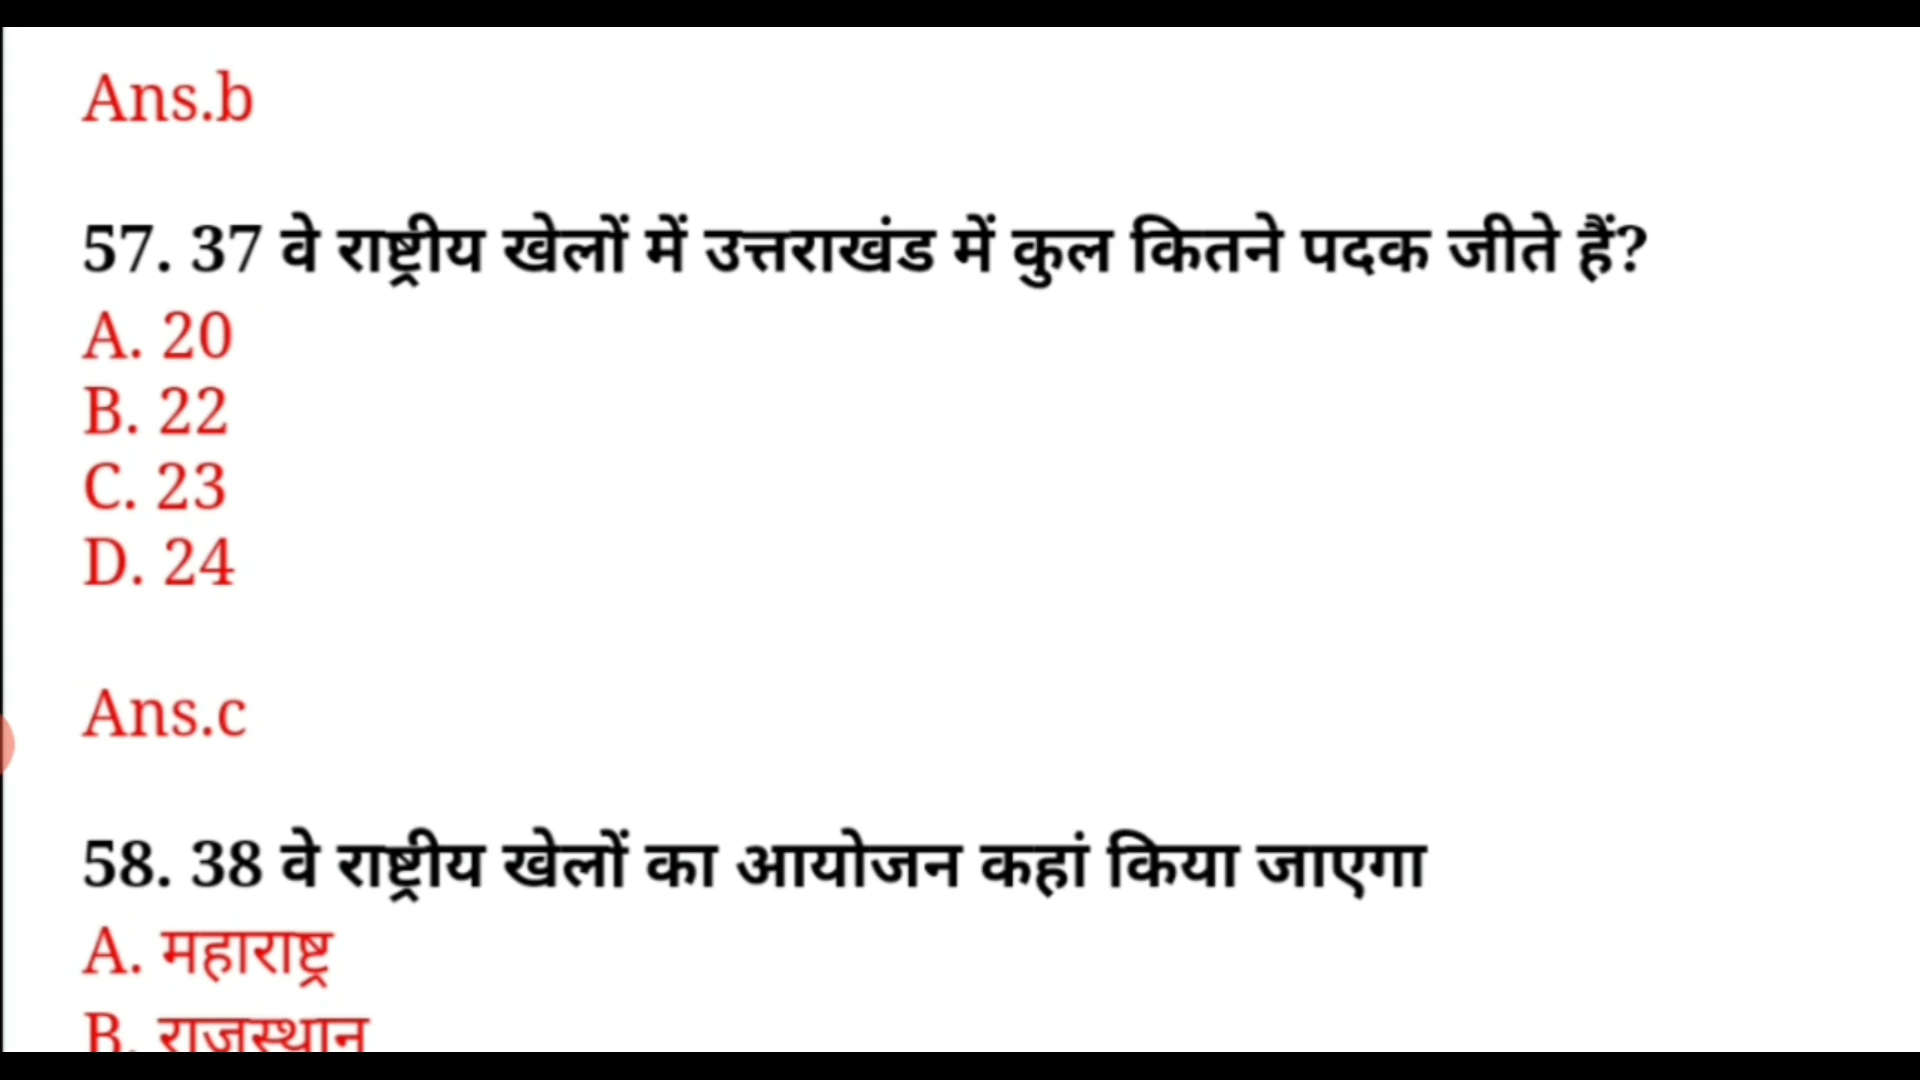 Ans.b
57. 37 वे राष्ट्रीय खेलों में उत्तराखंड में कुल कितने पदक जीते हैं?
A. 20
B. 22
C. 23
D. 24
Ans.c
58. 38 वे राष्ट्रीय खेलों का आयोजन कहां किया जाएगा
A. महाराष्ट्र
B. राजस्थान